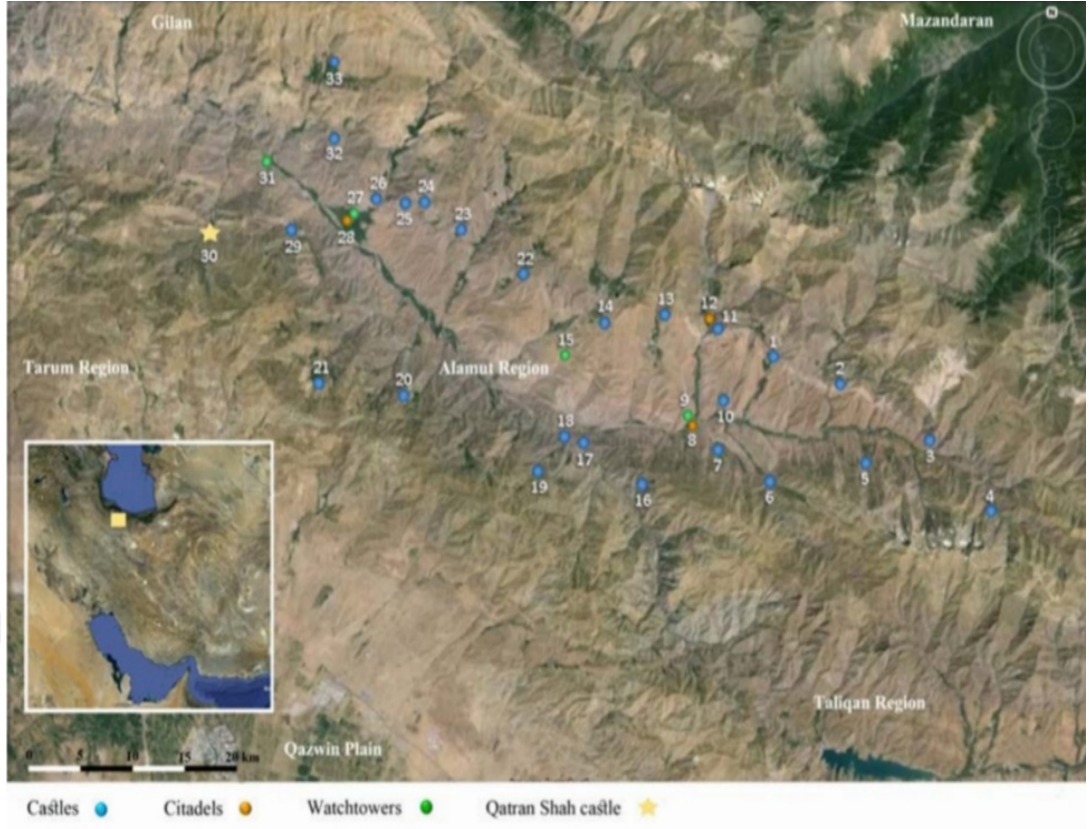 Gilan
Mazandaran
N
33
32
31
26
27
25
24
23
28
29
30
22
14
13
12
11
15
1
2
Tarum Region
Alamut Region
21
20
9
10
8
18
17
7
3
5
19
16
6
4
Taliqan Region
Qazwin Plain
0 5 10 15 20 km
Castles
Citadels
Watchtowers
Qatran Shah castle